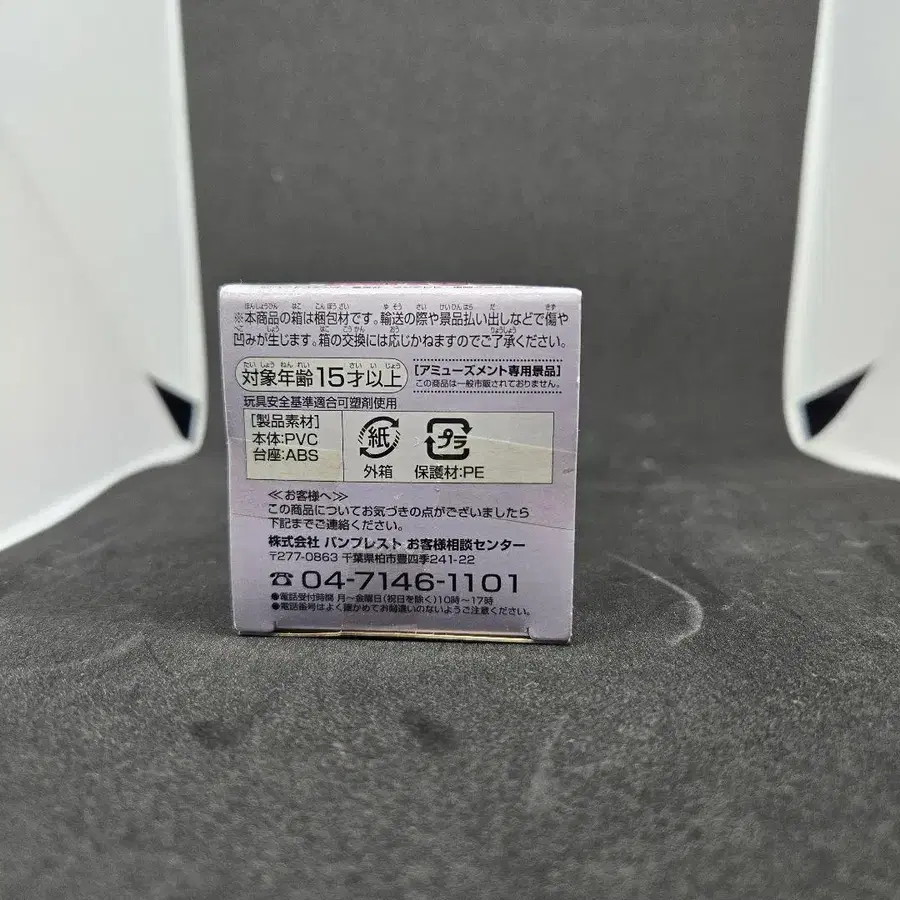 ※本商品の箱は梱包材です。輸送の際や景品払い出しなどで傷や
凹みが生じます。箱の交換には応じかねますのでご了承ください。
対象年齢15才以上
[アミューズメント専用景品]
この商品は一般市販されておりません。
玩具安全基準適合可塑剤使用
[製品素材]
本体:PVC
台座:ABS
紙
外箱
プラ
保護材:PE
≪お客様へ≫
この商品についてお気づきの点がございましたら
下記までご連絡ください。
株式会社 バンプレスト お客様相談センター
〒277-0863 千葉県柏市豊四季241-22
☎04-7146-1101
●電話受付時間 月〜金曜日(祝日を除く)10時〜17時
●電話番号はよく確かめてお間違いのないようご注意ください。